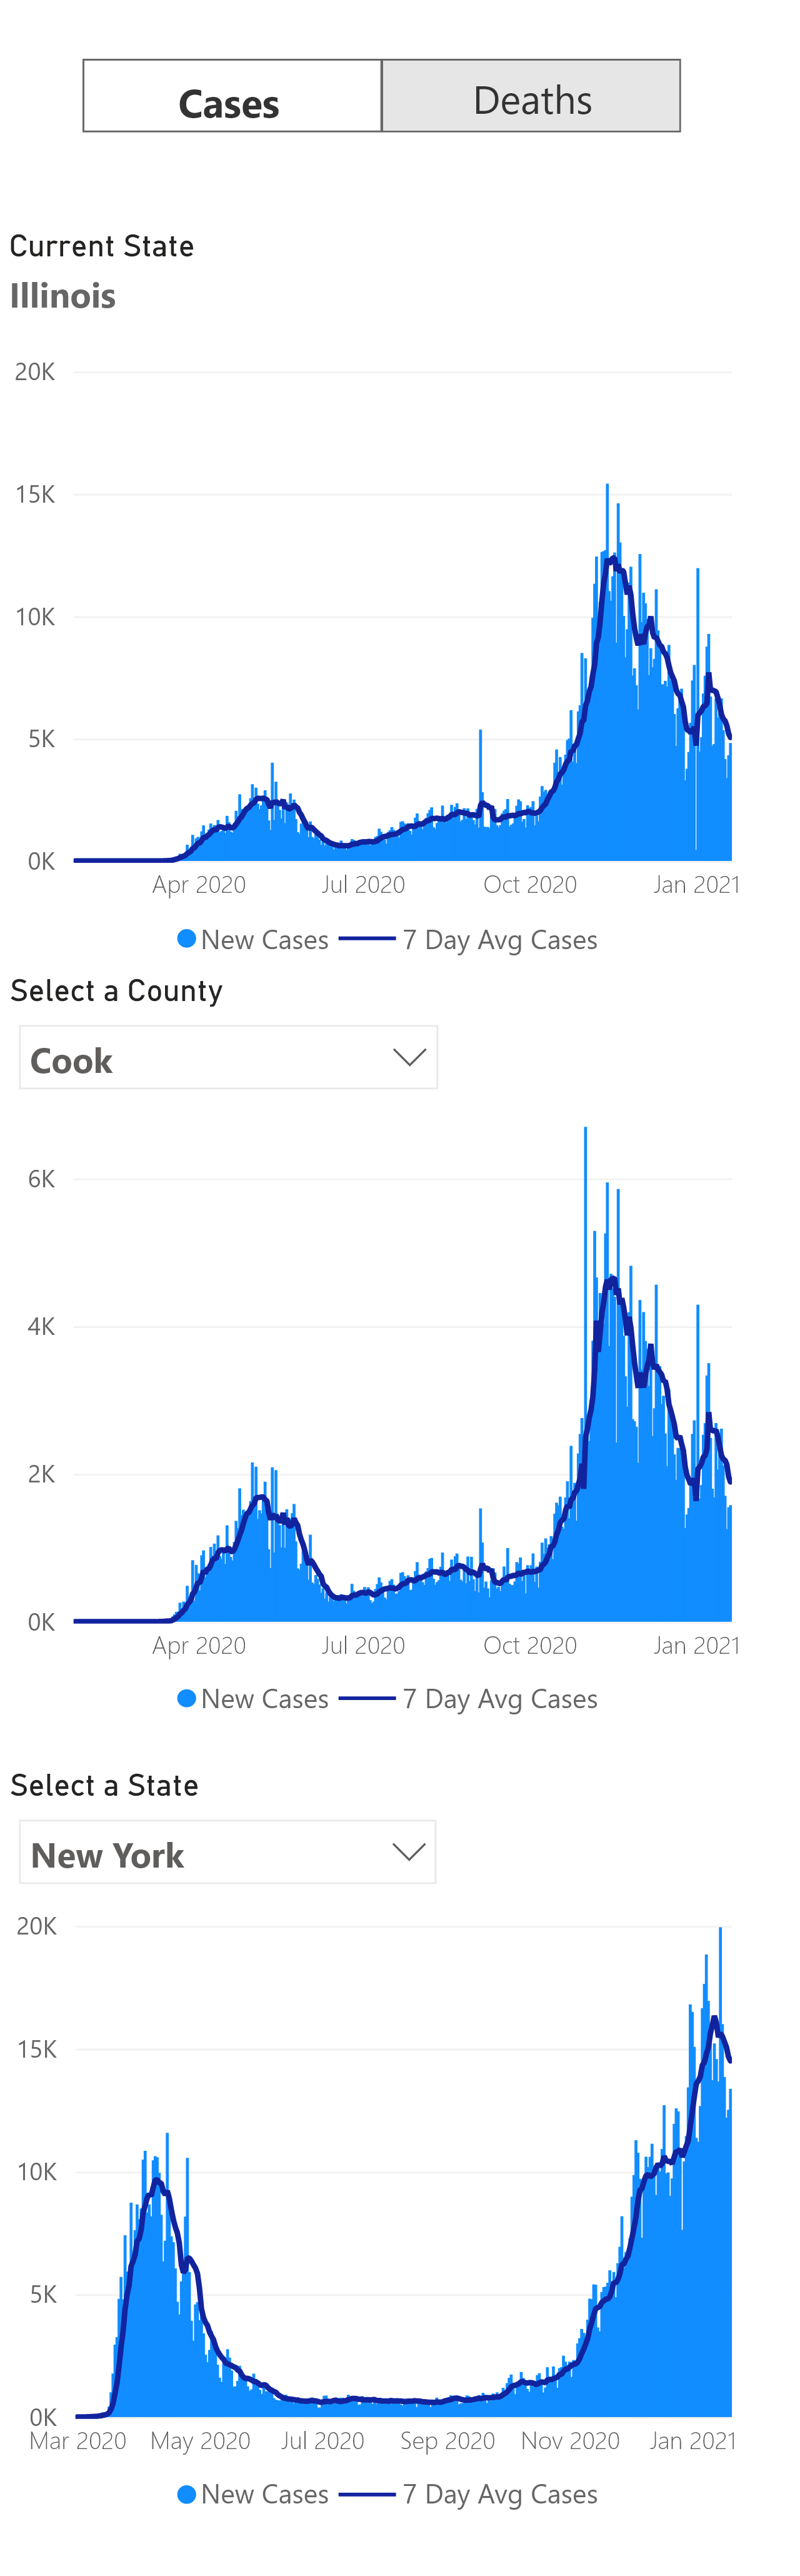 Cases Deaths
Current State
Illinois
20K
15K
10K
5K
0K
Apr 2020 Jul 2020 Oct 2020 Jan 2021
New Cases 7 Day Avg Cases
Select a County
Cook
6K
4K
2K
0K
Apr 2020 Jul 2020 Oct 2020 Jan 2021
New Cases 7 Day Avg Cases
Select a State
New York
20K
15K
10K
5K
0K
Mar 2020 May 2020 Jul 2020 Sep 2020 Nov 2020 Jan 2021
New Cases 7 Day Avg Cases